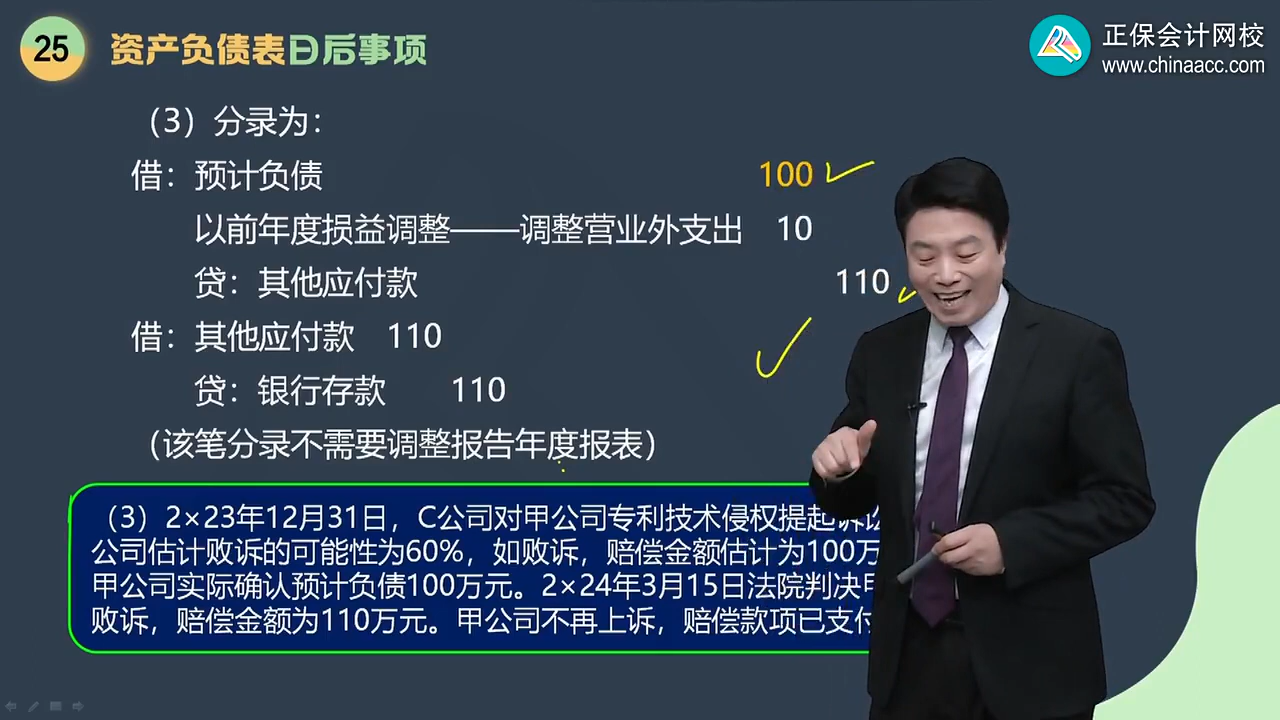 25 资产负债表日后事项
正保会计网校
www.chinaacc.com
（3）分录为：
借：预计负债 100
以前年度损益调整——调整营业外支出 10
贷：其他应付款 110
借：其他应付款 110
贷：银行存款 110
（该笔分录不需要调整报告年度报表）
（3）2×23年12月31日，C公司对甲公司专利技术侵权提起诉讼
公司估计败诉的可能性为60%，如败诉，赔偿金额估计为100万
甲公司实际确认预计负债100万元。2×24年3月15日法院判决甲
败诉，赔偿金额为110万元。甲公司不再上诉，赔偿款项已支付